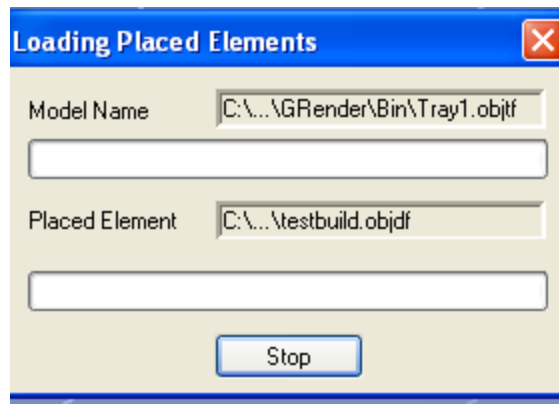 Loading Placed Elements
Model Name C:\...\GRender\Bin\Tray1.objtf
Placed Element C:\...\testbuild.objdf
Stop